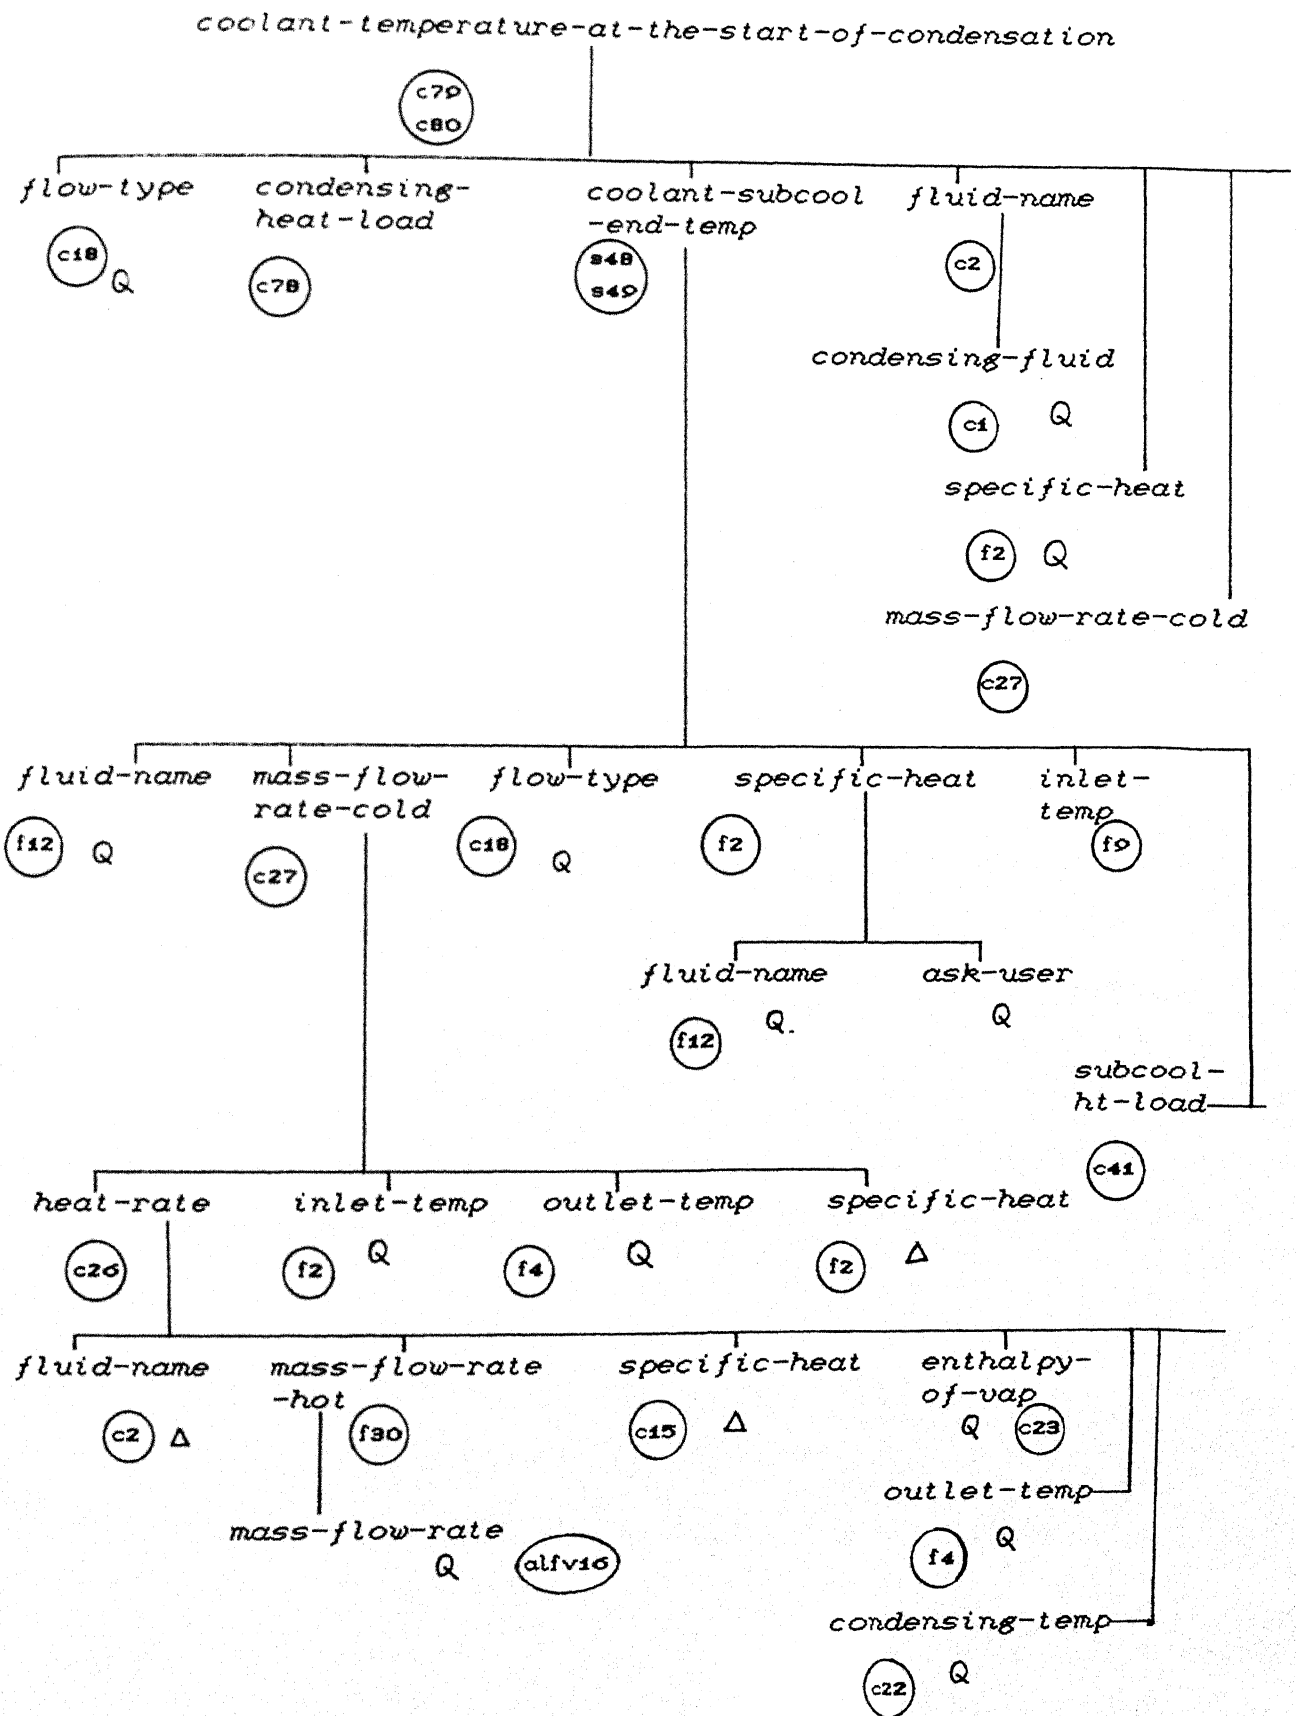 coolant-temperature-at-the-start-of-condensation
c79
c80
flow-type
condensing-
heat-load
coolant-subcool
-end-temp
fluid-name
c18
Q
c78
s48
s49
c2
condensing-fluid
c1
Q
specific-heat
f2
Q
mass-flow-rate-cold
c27
fluid-name
mass-flow-
rate-cold
flow-type
specific-heat
inlet-
temp
f12
Q
c27
c18
Q
f2
f9
fluid-name
ask-user
f12
Q.
Q
subcool-
ht-load
c41
heat-rate
inlet-temp
outlet-temp
specific-heat
c26
f2
Q
f4
Q
f2
Δ
fluid-name
mass-flow-rate
-hot
specific-heat
enthalpy-
of-vap
c2
Δ
f30
c15
Δ
Q
c23
outlet-temp
f4
Q
mass-flow-rate
Q
alfv16
condensing-temp
c22
Q